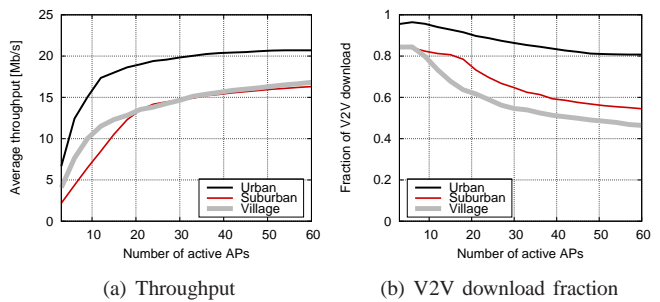 25
20
15
10
5
0
Average throughput [Mb/s]
Urban
Suburban
Village
10 20 30 40 50 60
Number of active APs
(a) Throughput
1
0.8
0.6
0.4
0.2
0
Fraction of V2V download
Urban
Suburban
Village
10 20 30 40 50 60
Number of active APs
(b) V2V download fraction